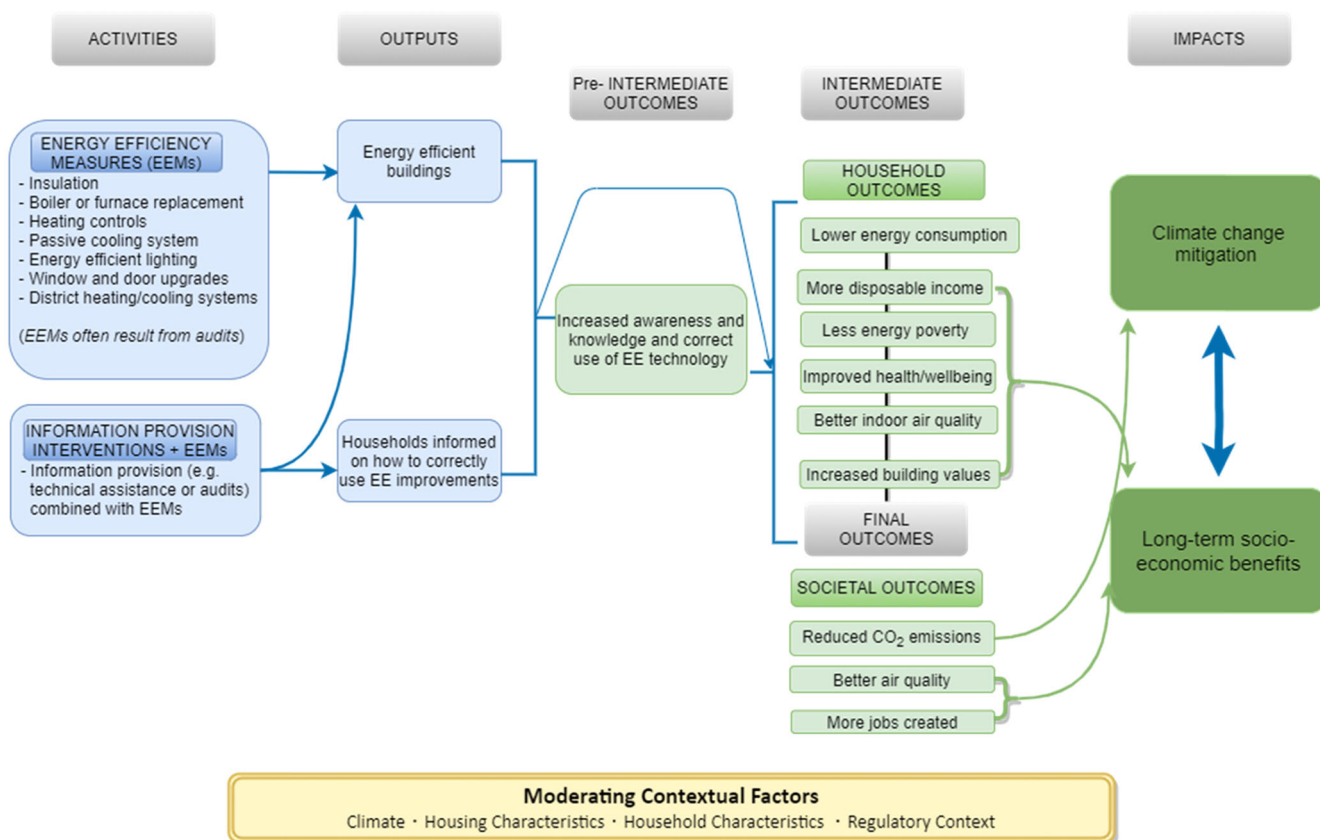 ACTIVITIES
OUTPUTS
Pre- INTERMEDIATE
OUTCOMES
INTERMEDIATE
OUTCOMES
IMPACTS
ENERGY EFFICIENCY
MEASURES (EEMs)
- Insulation
- Boiler or furnace replacement
- Heating controls
- Passive cooling system
- Energy efficient lighting
- Window and door upgrades
- District heating/cooling systems
(EEMs often result from audits)
INFORMATION PROVISION
INTERVENTIONS + EEMs
- Information provision (e.g.
technical assistance or audits)
combined with EEMs
Energy efficient
buildings
Households informed
on how to correctly
use EE improvements
Increased awareness and
knowledge and correct
use of EE technology
HOUSEHOLD
OUTCOMES
Lower energy consumption
More disposable income
Less energy poverty
Improved health/wellbeing
Better indoor air quality
Increased building values
FINAL
OUTCOMES
SOCIETAL OUTCOMES
Reduced CO₂ emissions
Better air quality
More jobs created
Climate change
mitigation
Long-term socio-
economic benefits
Moderating Contextual Factors
Climate · Housing Characteristics · Household Characteristics · Regulatory Context